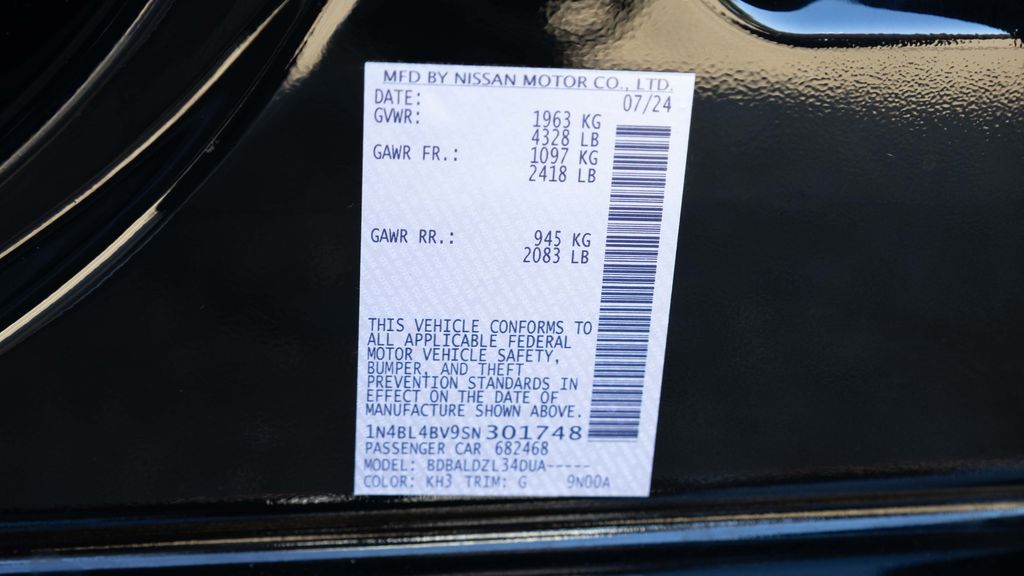 MFD BY NISSAN MOTOR CO., LTD.
DATE: 07/24
GVWR: 1963 KG
4328 LB
GAWR FR.: 1097 KG
2418 LB
GAWR RR.: 945 KG
2083 LB
THIS VEHICLE CONFORMS TO
ALL APPLICABLE FEDERAL
MOTOR VEHICLE SAFETY,
BUMPER, AND THEFT
PREVENTION STANDARDS IN
EFFECT ON THE DATE OF
MANUFACTURE SHOWN ABOVE.
1N4BL4BV9SN301748
PASSENGER CAR 682468
MODEL: BDBALDZL34DUA-----
COLOR: KH3 TRIM: G 9N00A